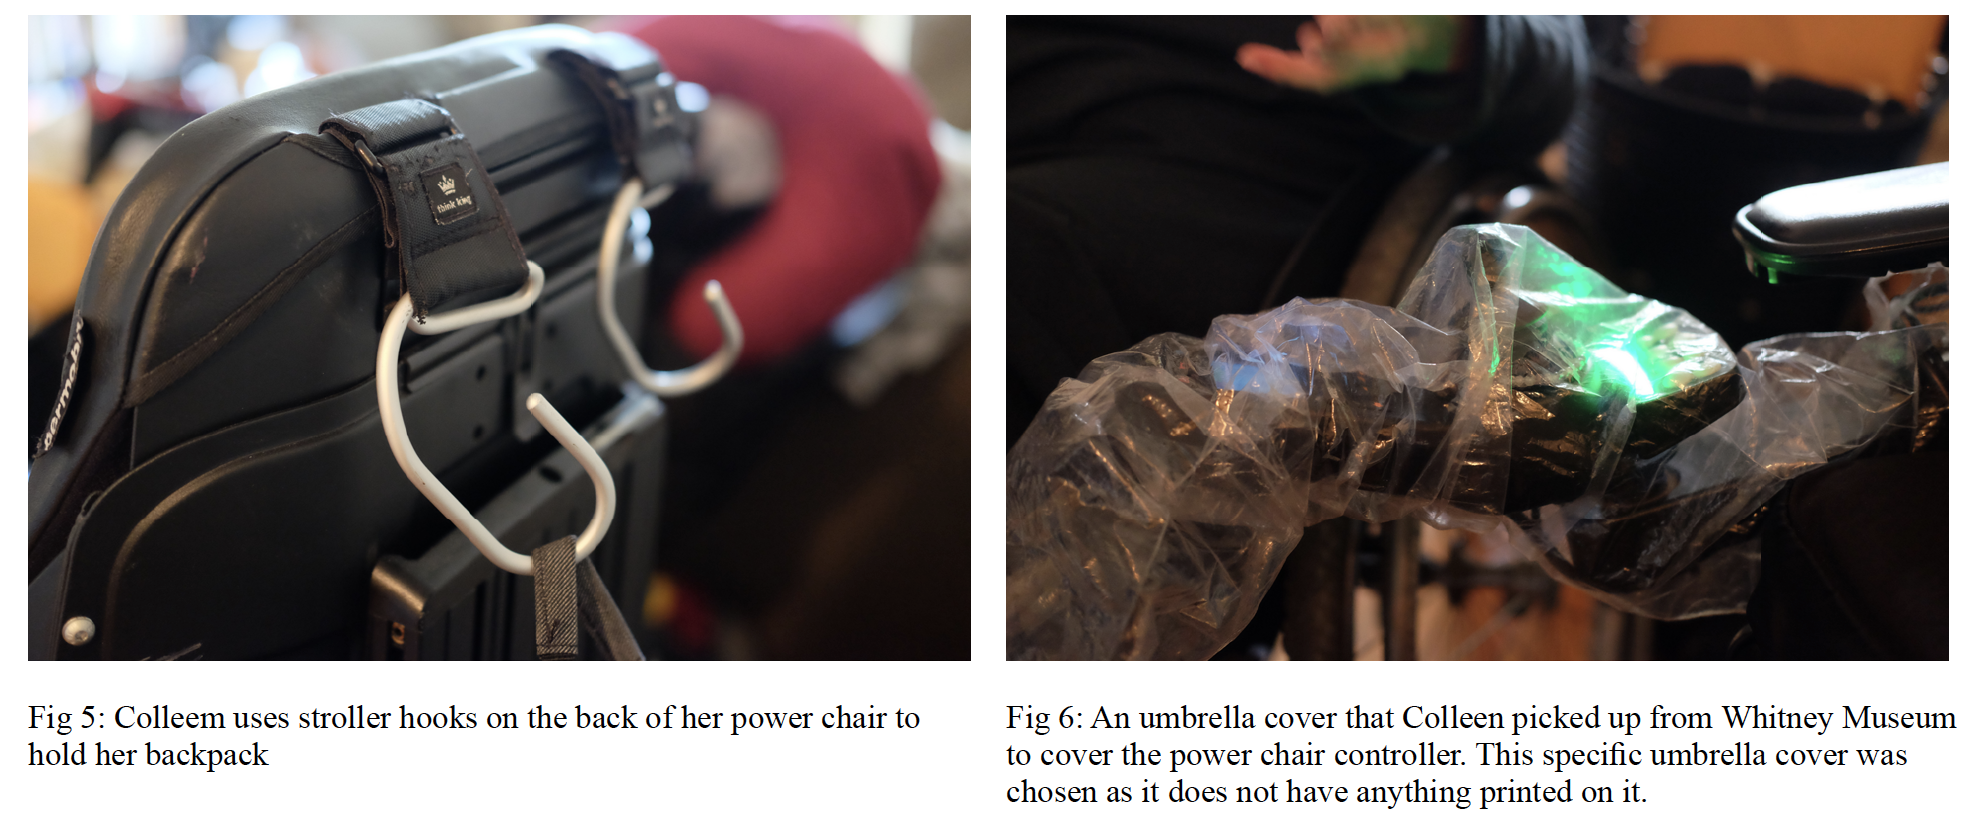 think king
permobil
Fig 5: Colleem uses stroller hooks on the back of her power chair to
hold her backpack
Fig 6: An umbrella cover that Colleen picked up from Whitney Museum
to cover the power chair controller. This specific umbrella cover was
chosen as it does not have anything printed on it.